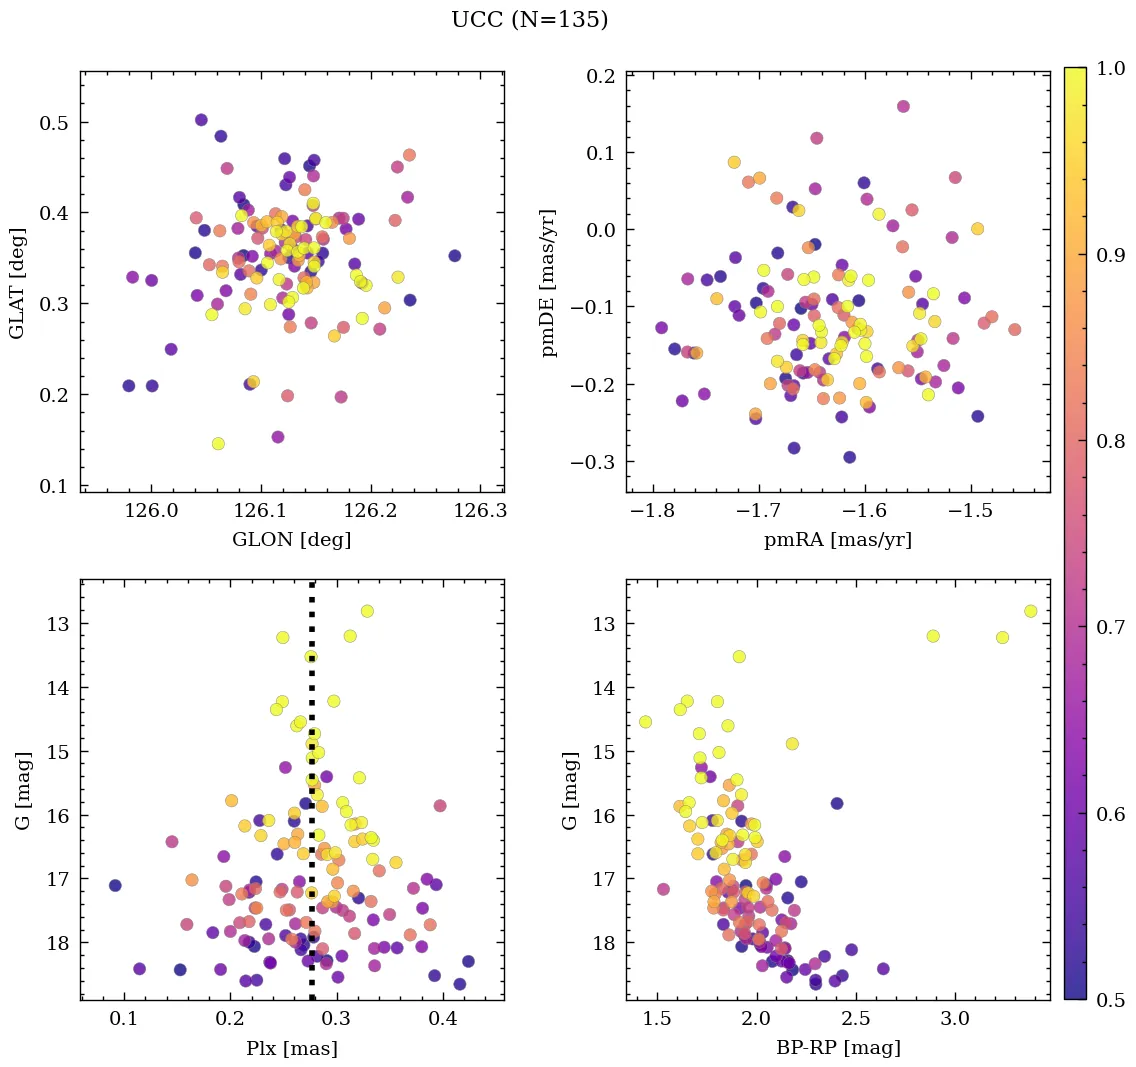 UCC (N=135)
0.5
0.4
0.3
0.2
0.1
GLAT [deg]
126.0 126.1 126.2 126.3
GLON [deg]
0.2
0.1
0.0
−0.1
−0.2
−0.3
pmDE [mas/yr]
−1.8 −1.7 −1.6 −1.5
pmRA [mas/yr]
13
14
15
16
17
18
G [mag]
0.1 0.2 0.3 0.4
Plx [mas]
13
14
15
16
17
18
G [mag]
1.5 2.0 2.5 3.0
BP-RP [mag]
1.0
0.9
0.8
0.7
0.6
0.5